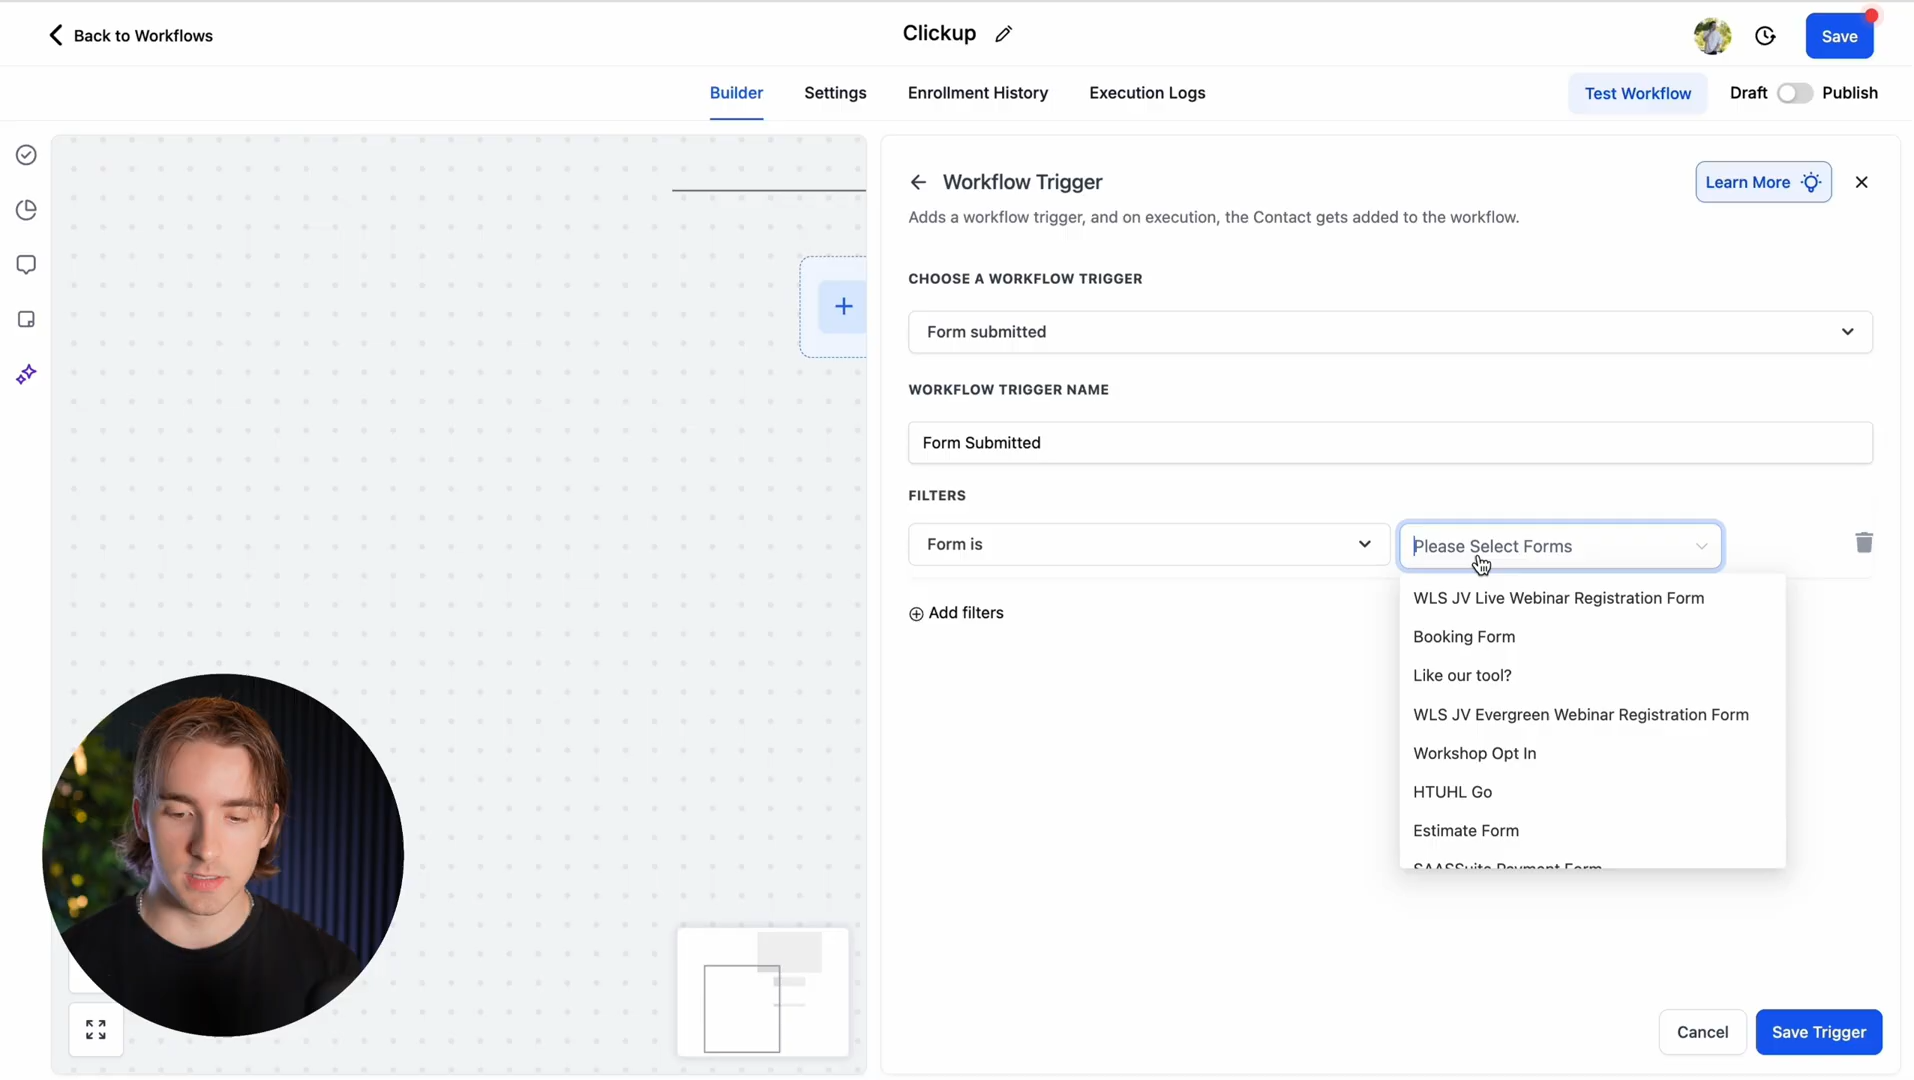 Back to Workflows
Clickup
Save
Builder
Settings
Enrollment History
Execution Logs
Test Workflow
Draft
Publish
Workflow Trigger
Learn More
Adds a workflow trigger, and on execution, the Contact gets added to the workflow.
CHOOSE A WORKFLOW TRIGGER
Form submitted
WORKFLOW TRIGGER NAME
Form Submitted
FILTERS
Form is
Please Select Forms
Add filters
WLS JV Live Webinar Registration Form
Booking Form
Like our tool?
WLS JV Evergreen Webinar Registration Form
Workshop Opt In
HTUHL Go
Estimate Form
SAASSuite Payment Form
Cancel
Save Trigger